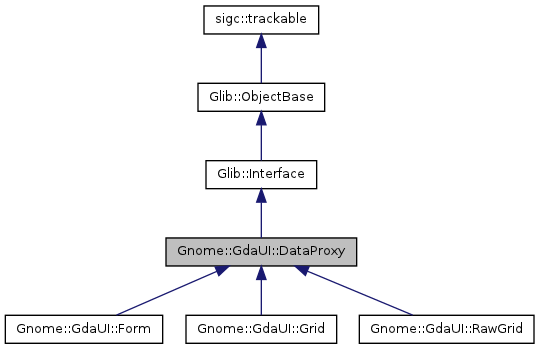 sigc::trackable
Glib::ObjectBase
Glib::Interface
Gnome::GdaUI::DataProxy
Gnome::GdaUI::Form
Gnome::GdaUI::Grid
Gnome::GdaUI::RawGrid